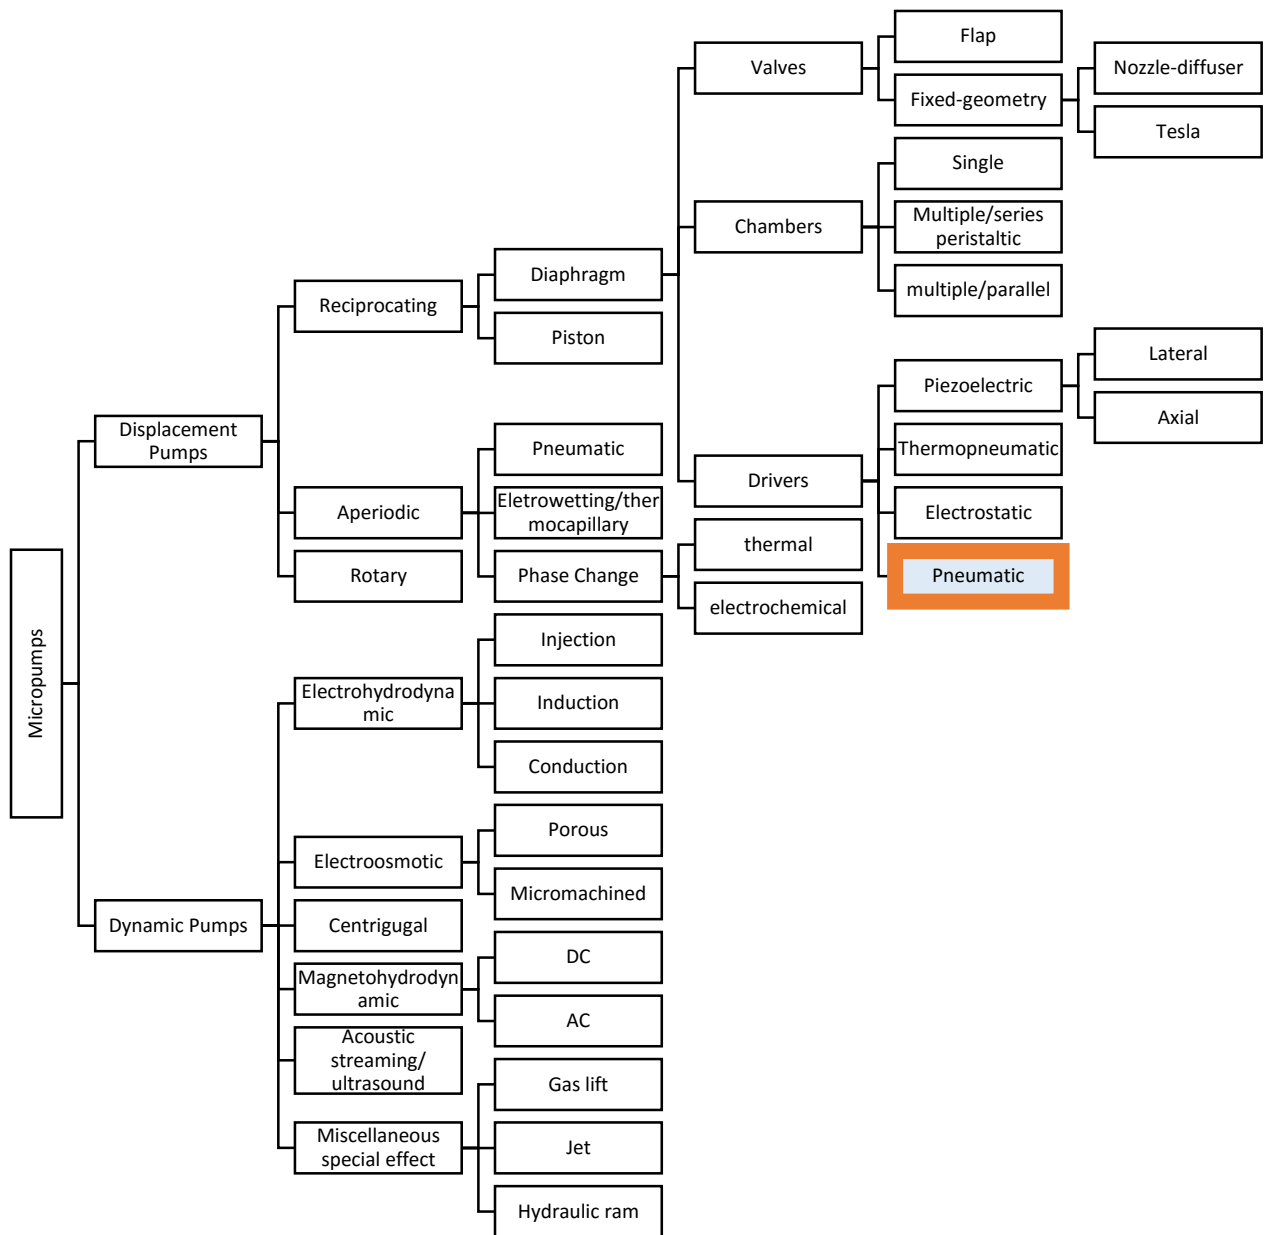 Micropumps
Displacement
Pumps
Reciprocating
Diaphragm
Valves
Flap
Fixed-geometry
Nozzle-diffuser
Tesla
Chambers
Single
Multiple/series
peristaltic
multiple/parallel
Drivers
Piezoelectric
Lateral
Axial
Thermopneumatic
Electrostatic
Pneumatic
Piston
Aperiodic
Pneumatic
Eletrowetting/ther
mocapillary
Phase Change
thermal
electrochemical
Rotary
Dynamic Pumps
Electrohydrodyna
mic
Injection
Induction
Conduction
Electroosmotic
Porous
Micromachined
Centrigugal
Magnetohydrodyn
amic
DC
AC
Acoustic
streaming/
ultrasound
Miscellaneous
special effect
Gas lift
Jet
Hydraulic ram